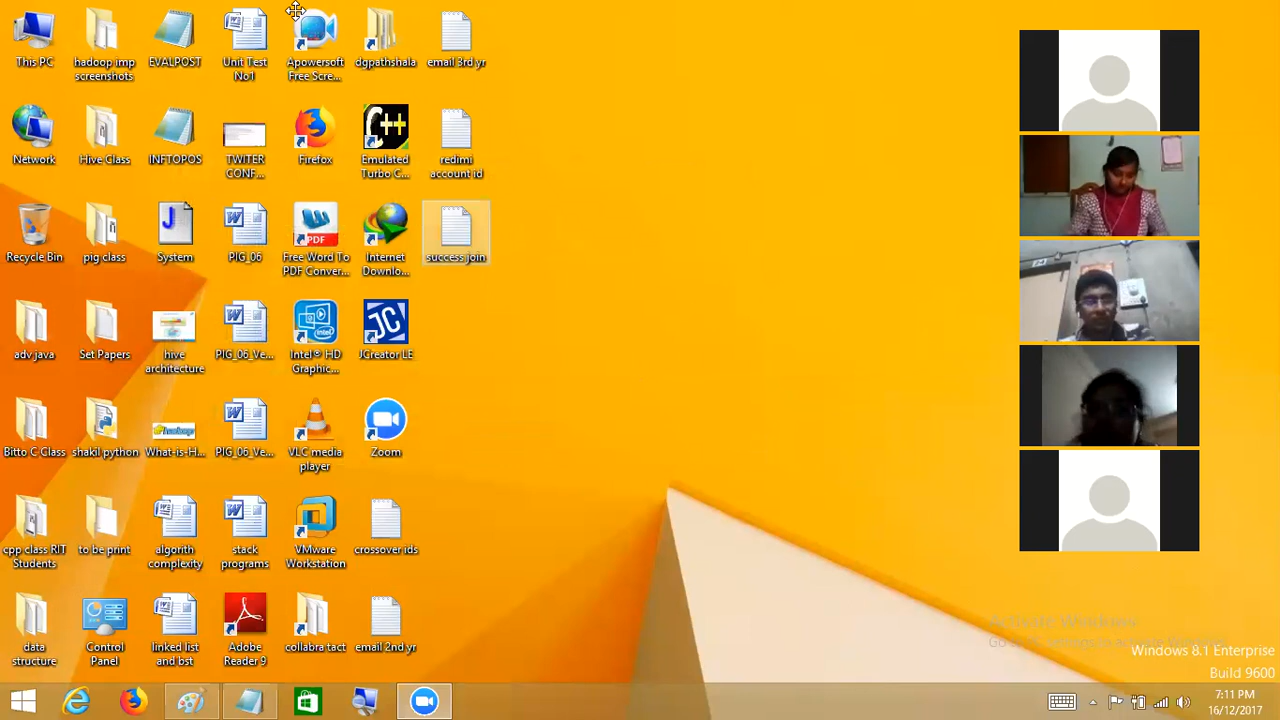 This PC
hadoop imp
screenshots
EVALPOST
Unit Test
No1
Apowersoft
Free Scre...
dgpathshala
email 3rd yr
Network
Hive Class
INFTOPOS
TWITER
CONF...
Firefox
Emulated
Turbo C...
redimi
account id
Recycle Bin
pig class
System
PIG_06
Free Word To
PDF Conver...
Internet
Downlo...
success join
adv java
Set Papers
hive
architecture
PIG_06_Ve...
Intel® HD
Graphic...
JCreator LE
Bitto C Class
shakil python
What-is-H...
PIG_06_Ve...
VLC media
player
Zoom
cpp class RIT
Students
to be print
algorith
complexity
stack
programs
VMware
Workstation
crossover ids
data
structure
Control
Panel
linked list
and bst
Adobe
Reader 9
collabra tact
email 2nd yr
Activate Windows
Windows 8.1 Enterprise
Build 9600
7:11 PM
16/12/2017